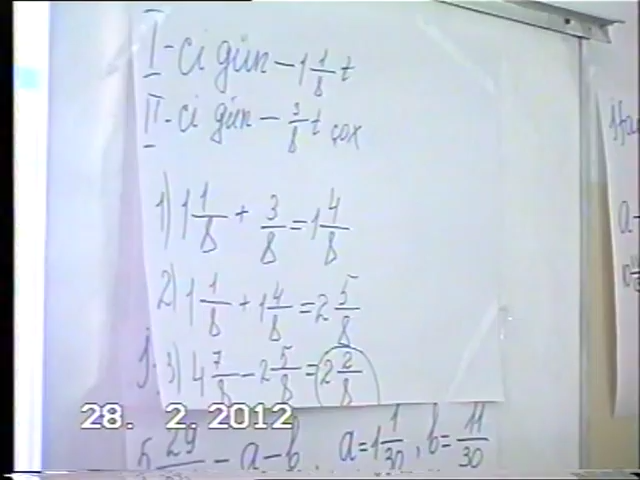 I-ci gün - 1 1/8 t
II-ci gün - 3/8 t çox
1) 1 1/8 + 3/8 = 1 4/8
2) 1 1/8 + 1 4/8 = 2 5/8
3) 4 7/8 - 2 5/8 = 2 2/8
28. 2.2012
- a - b, a = 1 1/30, b = 11/30